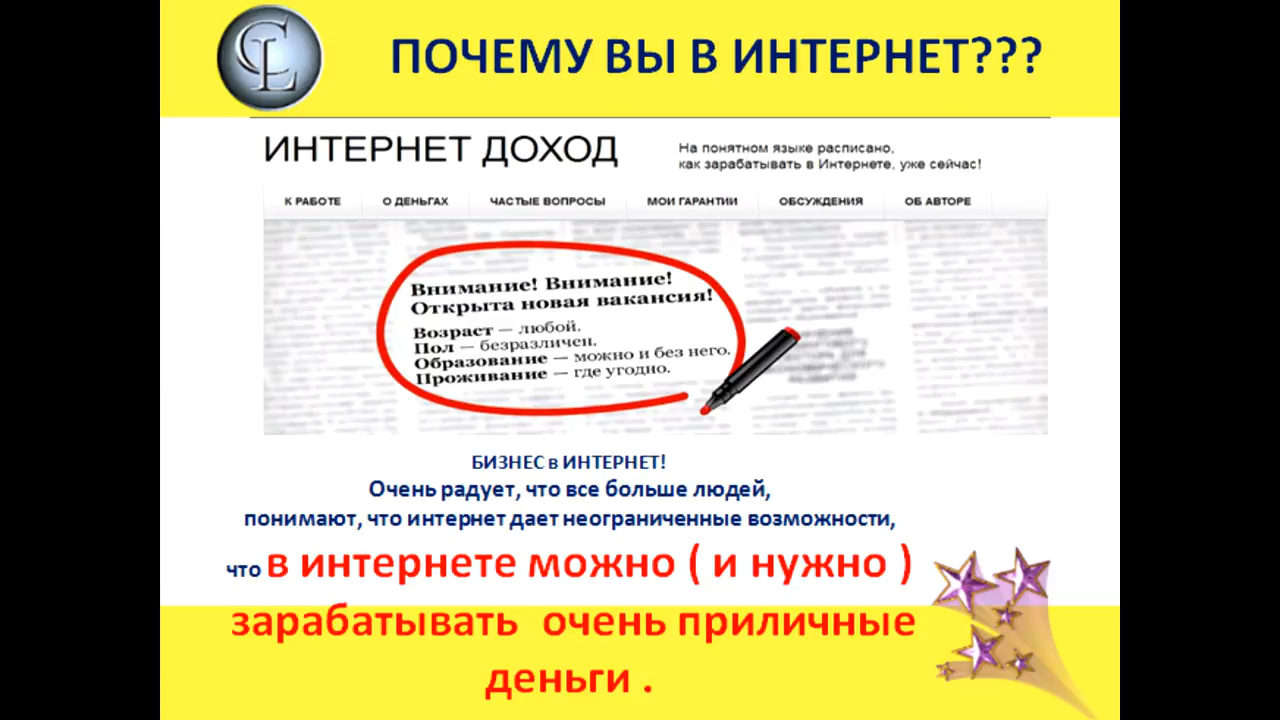 CL
ПОЧЕМУ ВЫ В ИНТЕРНЕТ???
ИНТЕРНЕТ ДОХОД
На понятном языке расписано,
как зарабатывать в Интернете, уже сейчас!
К РАБОТЕ О ДЕНЬГАХ ЧАСТЫЕ ВОПРОСЫ МОИ ГАРАНТИИ ОБСУЖДЕНИЯ ОБ АВТОРЕ
Внимание! Внимание!
Открыта новая вакансия!
Возраст — любой.
Пол — безразличен.
Образование — можно и без него.
Проживание — где угодно.
БИЗНЕС в ИНТЕРНЕТ!
Очень радует, что все больше людей,
понимают, что интернет дает неограниченные возможности,
что в интернете можно ( и нужно )
зарабатывать очень приличные
деньги .